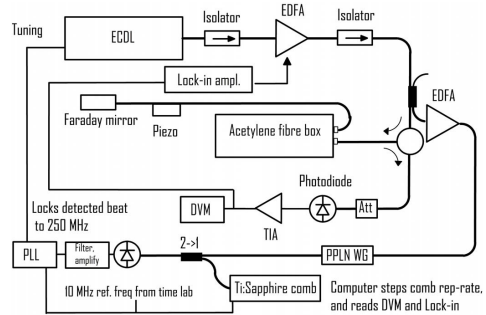 Tuning
ECDL
Isolator
EDFA
Isolator
Lock-in ampl.
EDFA
Faraday mirror
Piezo
Acetylene fibre box
Photodiode
DVM
TIA
Att
Locks detected beat
to 250 MHz
PLL
Filter,
amplify
2->1
PPLN WG
10 MHz ref. freq from time lab
Ti:Sapphire comb
Computer steps comb rep-rate,
and reads DVM and Lock-in